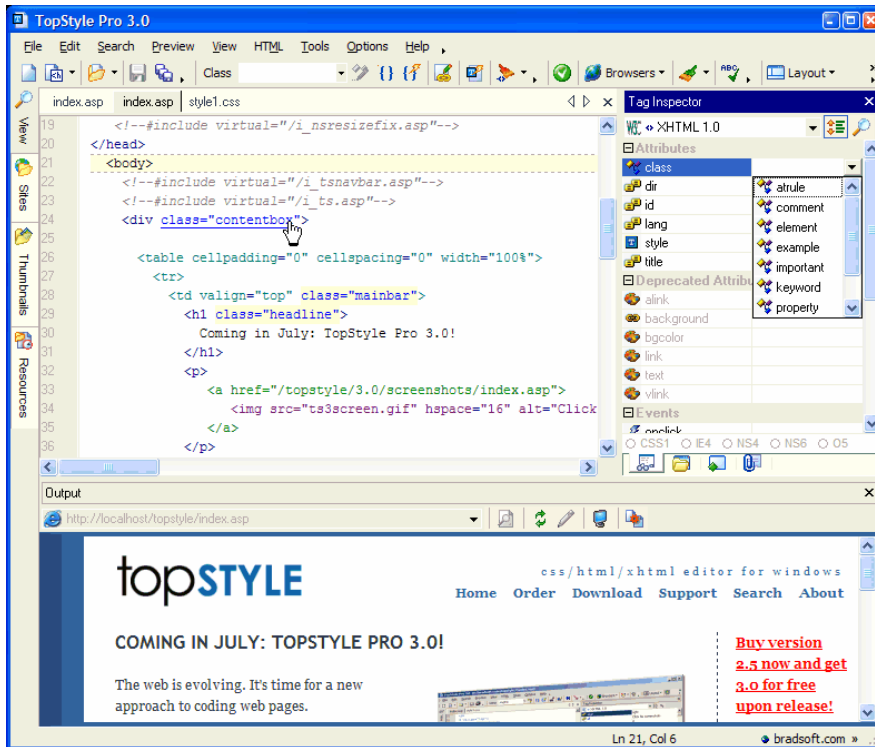 TopStyle Pro 3.0
File Edit Search Preview View HTML Tools Options Help
Class Browsers ABC Layout
index.asp index.asp style1.css
View
Sites
Thumbnails
Resources
19 <!--#include virtual="/i_nsresizefix.asp"-->
20 </head>
21 <body>
22 <!--#include virtual="/i_tsnavbar.asp"-->
23 <!--#include virtual="/i_ts.asp"-->
24 <div class="contentbox">
25
26 <table cellpadding="0" cellspacing="0" width="100%">
27 <tr>
28 <td valign="top" class="mainbar">
29 <h1 class="headline">
30 Coming in July: TopStyle Pro 3.0!
31 </h1>
32 <p>
33 <a href="/topstyle/3.0/screenshots/index.asp">
34 <img src="ts3screen.gif" hspace="16" alt="Click
35 </a>
36 </p>
Tag Inspector
W3C XHTML 1.0
Attributes
class
dir
id
lang
style
title
atrule
comment
element
example
important
keyword
property
Deprecated Attribu
alink
background
bgcolor
link
text
vlink
Events
onclick
CSS1 IE4 NS4 NS6 O5
Output
http://localhost/topstyle/index.asp
topSTYLE
css/html/xhtml editor for windows
Home Order Download Support Search About
COMING IN JULY: TOPSTYLE PRO 3.0!
The web is evolving. It's time for a new
approach to coding web pages.
Buy version
2.5 now and get
3.0 for free
upon release!
Ln 21, Col 6 bradsoft.com »